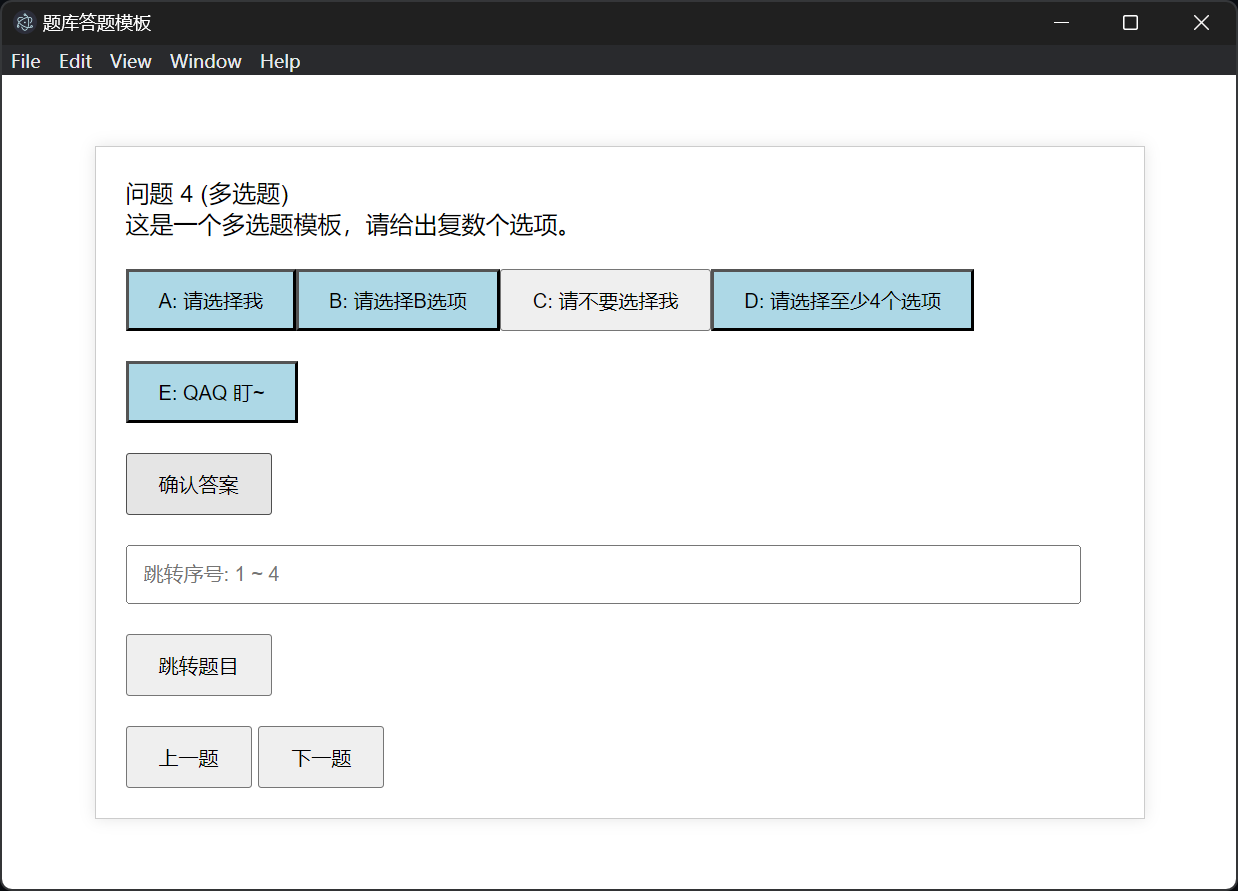 题库答题模板
File Edit View Window Help
问题 4 (多选题)
这是一个多选题模板，请给出复数个选项。
A: 请选择我 B: 请选择B选项 C: 请不要选择我 D: 请选择至少4个选项
E: QAQ 盯~
确认答案
跳转序号: 1 ~ 4
跳转题目
上一题 下一题